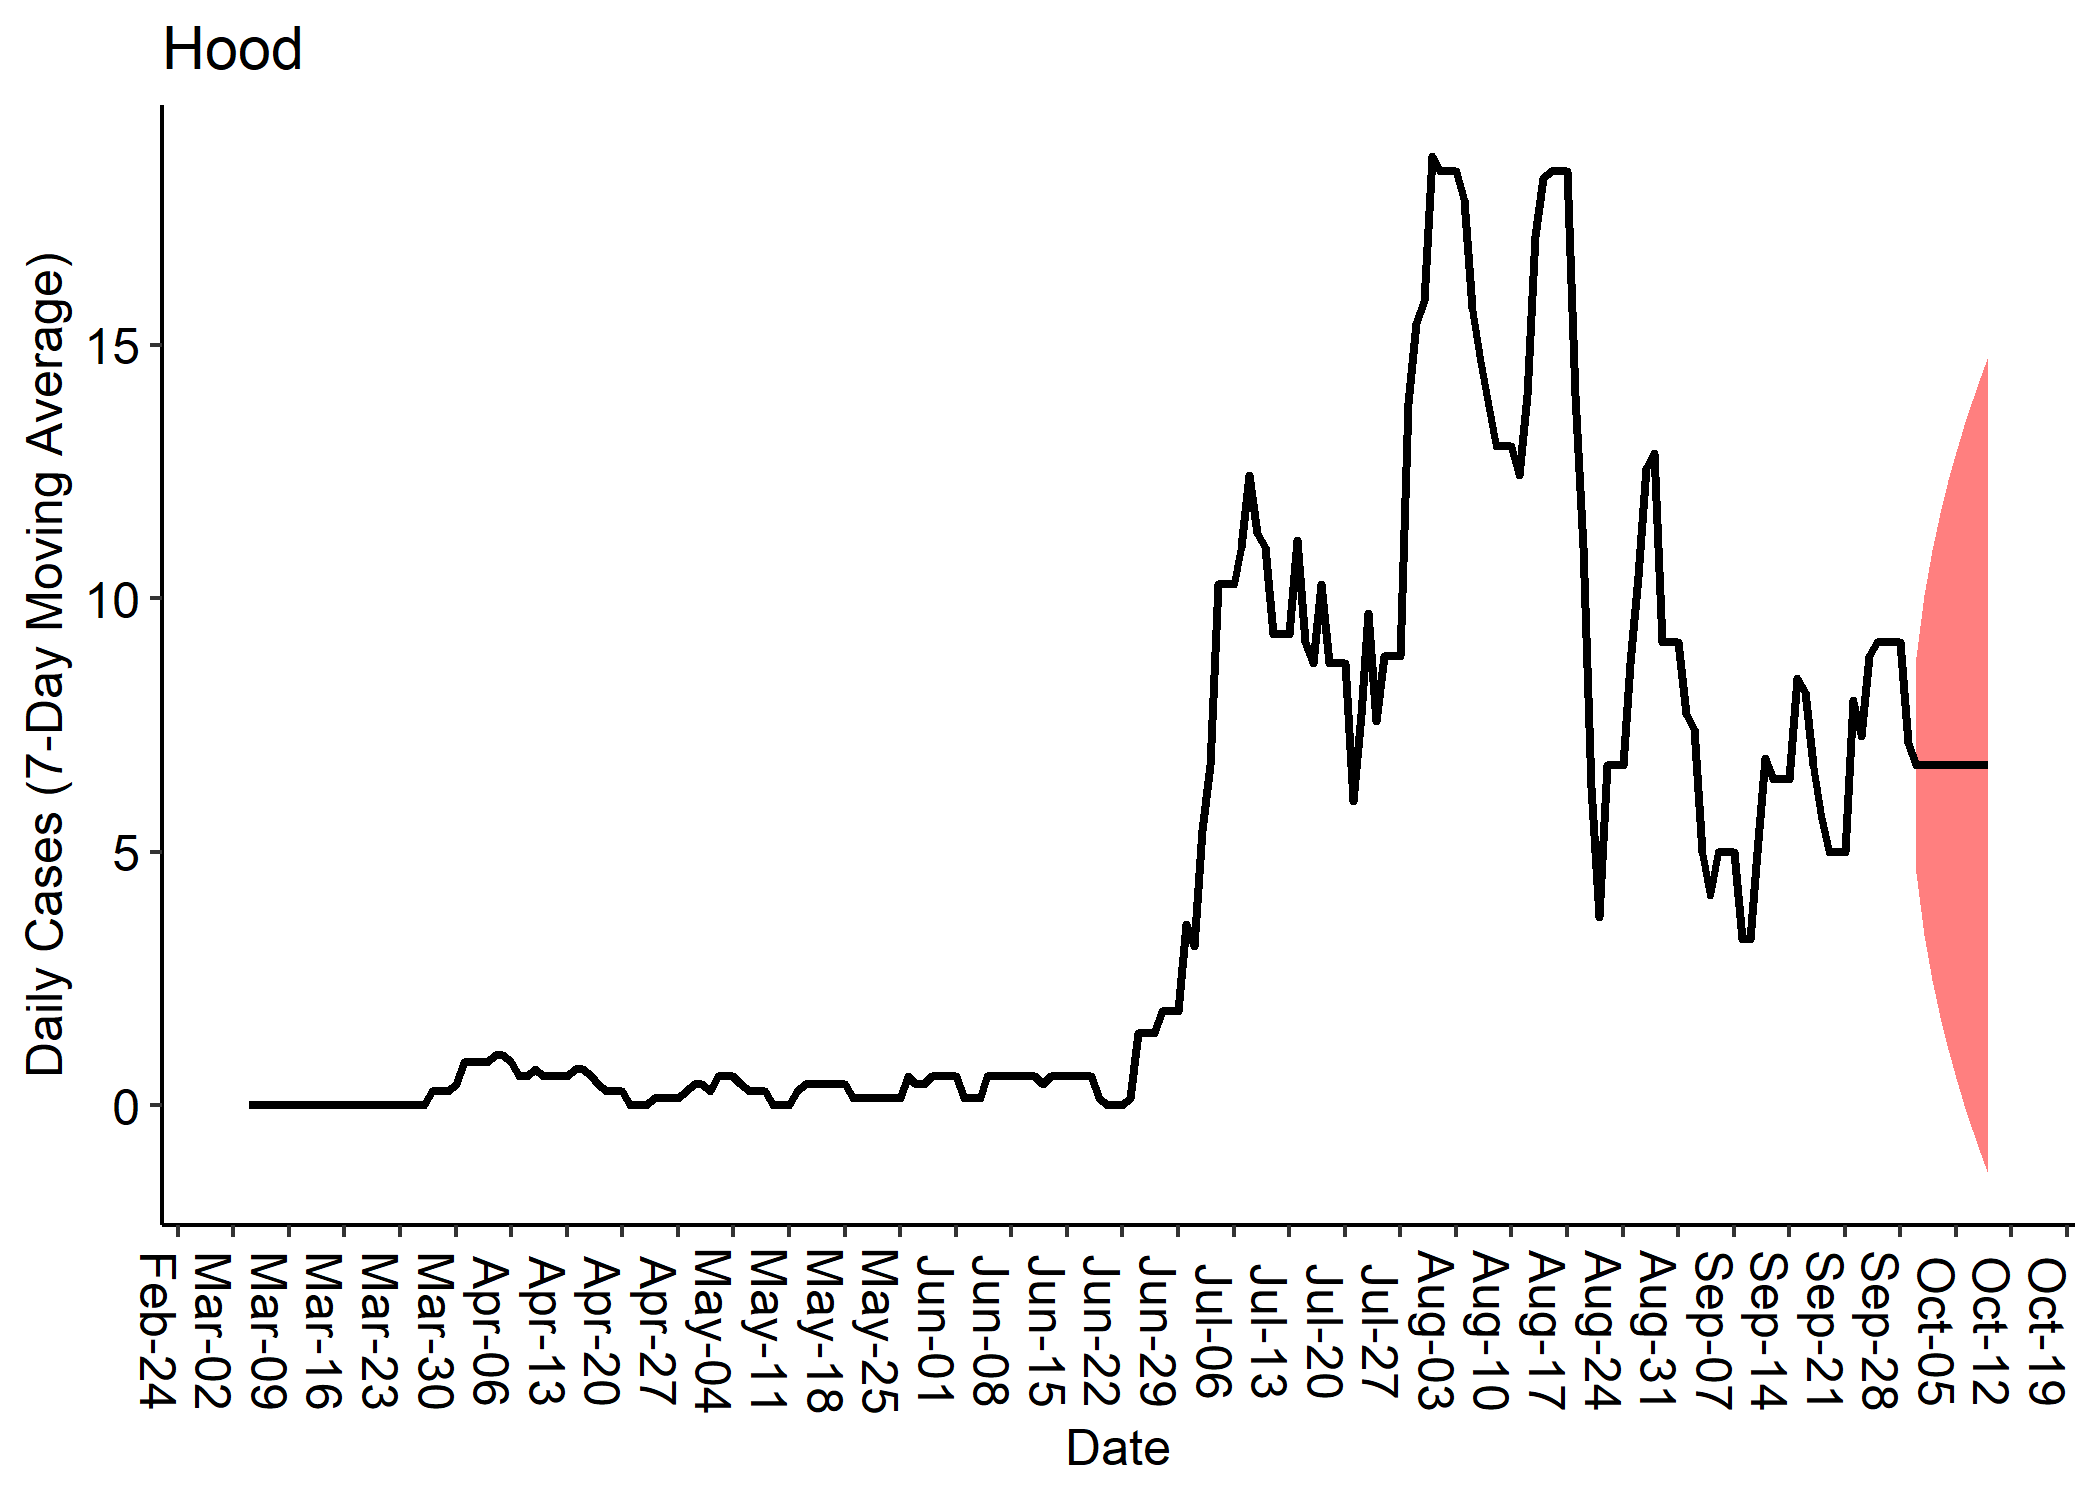 Hood
Daily Cases (7-Day Moving Average)
15
10
5
0
Feb-24
Mar-02
Mar-09
Mar-16
Mar-23
Mar-30
Apr-06
Apr-13
Apr-20
Apr-27
May-04
May-11
May-18
May-25
Jun-01
Jun-08
Jun-15
Jun-22
Jun-29
Jul-06
Jul-13
Jul-20
Jul-27
Aug-03
Aug-10
Aug-17
Aug-24
Aug-31
Sep-07
Sep-14
Sep-21
Sep-28
Oct-05
Oct-12
Oct-19
Date